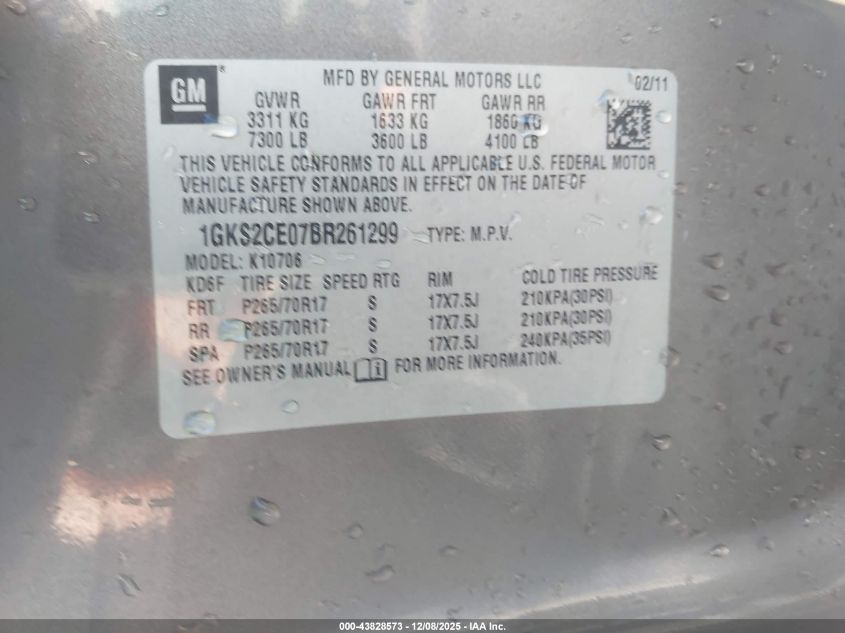 GM
MFD BY GENERAL MOTORS LLC 02/11
GVWR GAWR FRT GAWR RR
3311 KG 1633 KG 1860 KG
7300 LB 3600 LB 4100 LB
THIS VEHICLE CONFORMS TO ALL APPLICABLE U.S. FEDERAL MOTOR
VEHICLE SAFETY STANDARDS IN EFFECT ON THE DATE OF
MANUFACTURE SHOWN ABOVE.
1GKS2CE07BR261299 TYPE: M.P.V.
MODEL: K10706
KD6F TIRE SIZE SPEED RTG RIM COLD TIRE PRESSURE
FRT P265/70R17 S 17X7.5J 210KPA(30PSI)
RR P265/70R17 S 17X7.5J 210KPA(30PSI)
SPA P265/70R17 S 17X7.5J 240KPA(35PSI)
SEE OWNER'S MANUAL i FOR MORE INFORMATION.
000-43828573 - 12/08/2025 - IAA Inc.